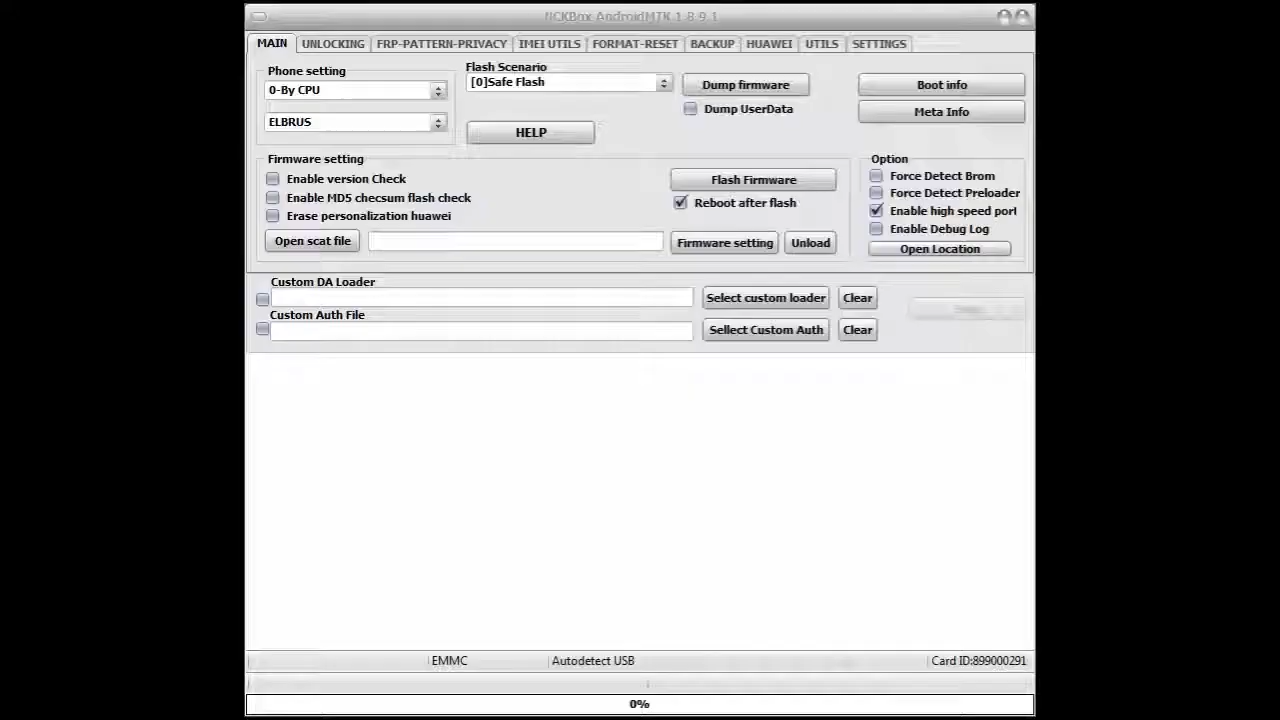 NCKBox AndroidMTK 1.8.9.1
MAIN UNLOCKING FRP-PATTERN-PRIVACY IMEI UTILS FORMAT-RESET BACKUP HUAWEI UTILS SETTINGS
Phone setting
0-By CPU
ELBRUS
Flash Scenario
[0]Safe Flash
HELP
Dump firmware
Dump UserData
Boot info
Meta Info
Firmware setting
Enable version Check
Enable MD5 checsum flash check
Erase personalization huawei
Flash Firmware
Reboot after flash
Open scat file
Firmware setting Unload
Option
Force Detect Brom
Force Detect Preloader
Enable high speed port
Enable Debug Log
Open Location
Custom DA Loader
Select custom loader Clear
Custom Auth File
Sellect Custom Auth Clear
EMMC Autodetect USB Card ID:899000291
0%